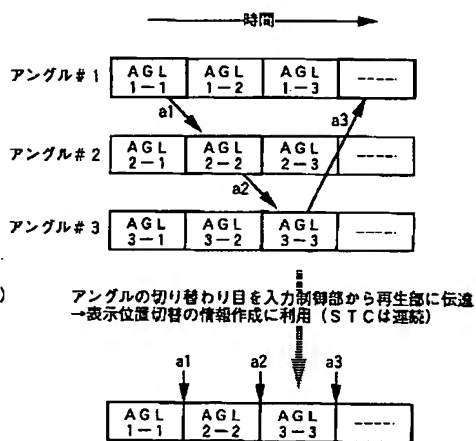 時間
アングル#1
AGL 1-1 AGL 1-2 AGL 1-3 -----
a1
a3
アングル#2
AGL 2-1 AGL 2-2 AGL 2-3 -----
a2
アングル#3
AGL 3-1 AGL 3-2 AGL 3-3 -----
)
アングルの切り替わり目を入力制御部から再生部に伝達
→表示位置切替の情報作成に利用(STCは連続)
a1 a2 a3
AGL 1-1 AGL 2-2 AGL 3-3 -----